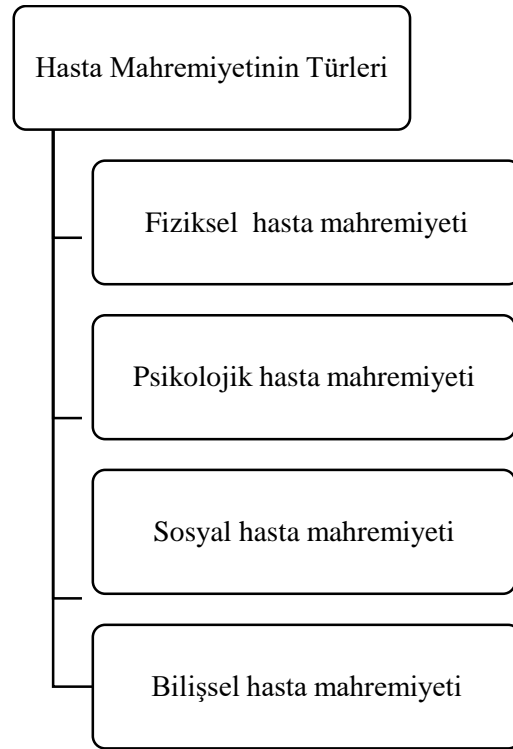 Hasta Mahremiyetinin Türleri
Fiziksel hasta mahremiyeti
Psikolojik hasta mahremiyeti
Sosyal hasta mahremiyeti
Bilişsel hasta mahremiyeti